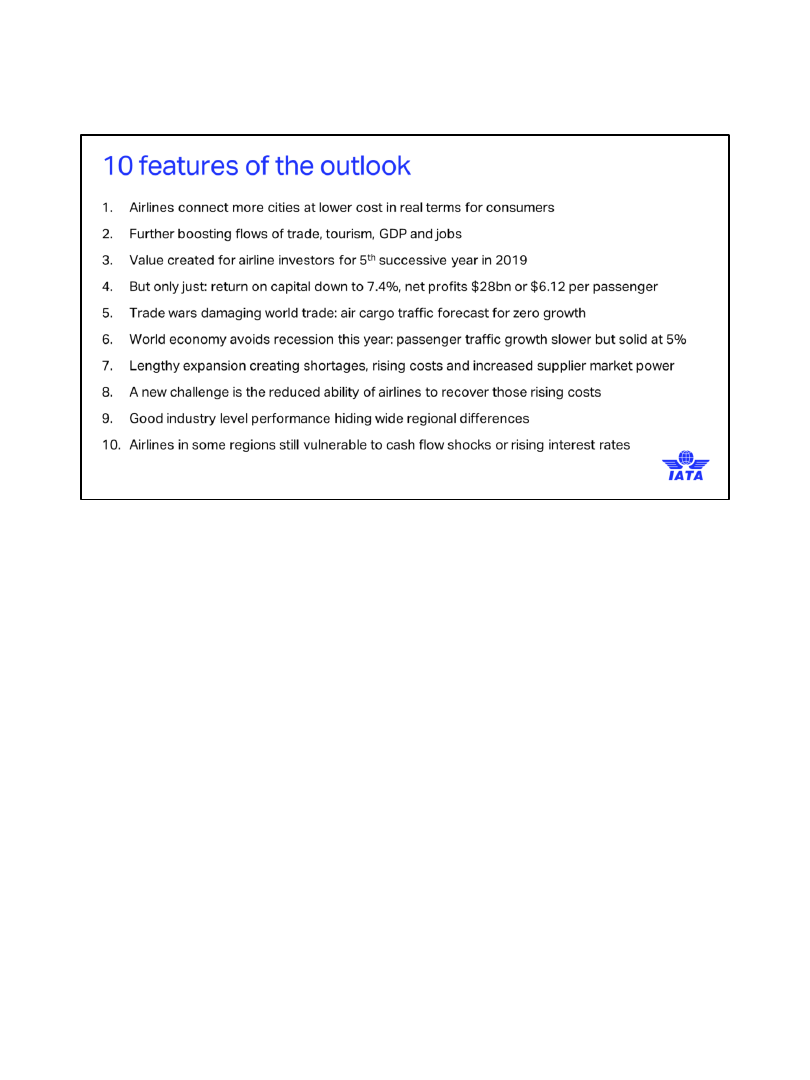 10 features of the outlook
1. Airlines connect more cities at lower cost in real terms for consumers
2. Further boosting flows of trade, tourism, GDP and jobs
3. Value created for airline investors for 5th successive year in 2019
4. But only just: return on capital down to 7.4%, net profits $28bn or $6.12 per passenger
5. Trade wars damaging world trade: air cargo traffic forecast for zero growth
6. World economy avoids recession this year: passenger traffic growth slower but solid at 5%
7. Lengthy expansion creating shortages, rising costs and increased supplier market power
8. A new challenge is the reduced ability of airlines to recover those rising costs
9. Good industry level performance hiding wide regional differences
10. Airlines in some regions still vulnerable to cash flow shocks or rising interest rates
IATA